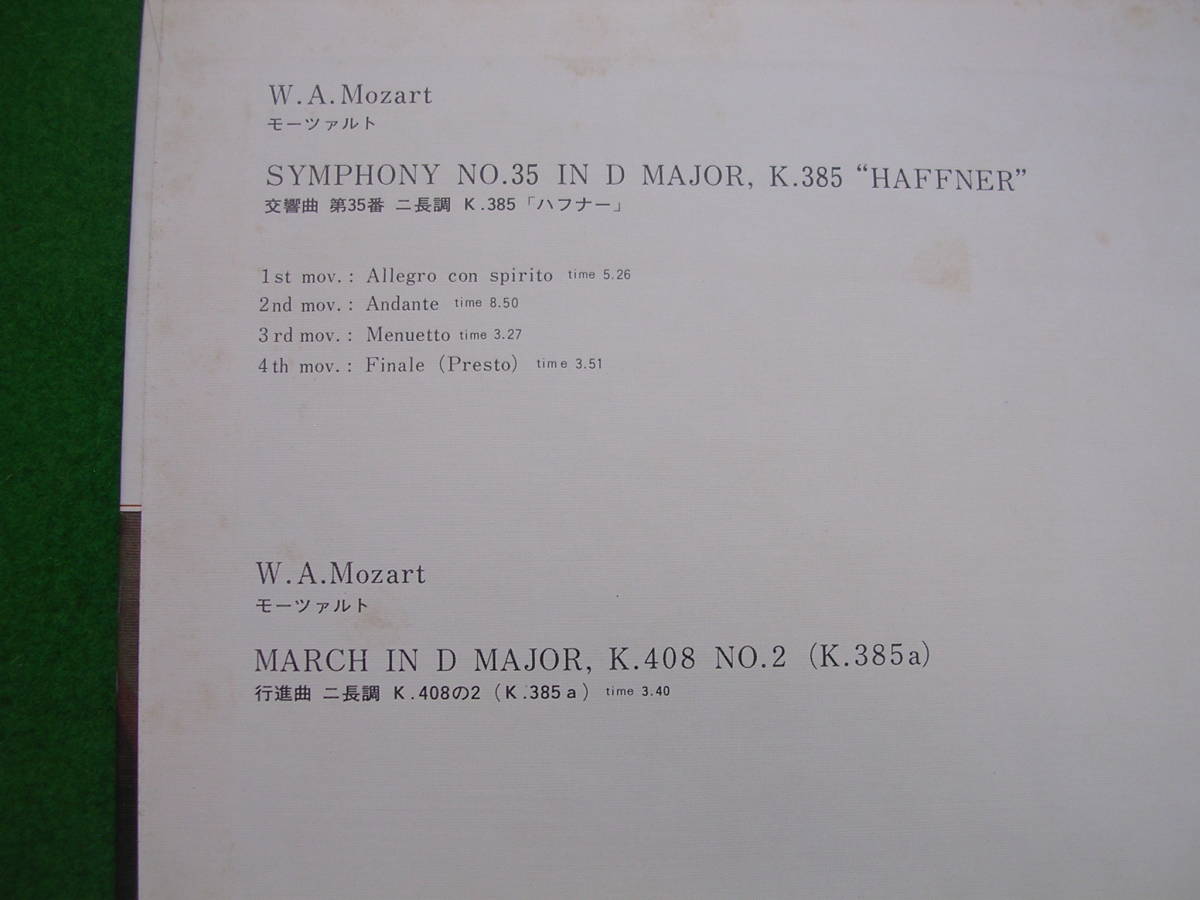 W.A.Mozart
モーツァルト
SYMPHONY NO.35 IN D MAJOR, K.385 “HAFFNER”
交響曲 第35番 ニ長調 K.385「ハフナー」
1st mov.: Allegro con spirito time 5.26
2nd mov.: Andante time 8.50
3rd mov.: Menuetto time 3.27
4th mov.: Finale (Presto) time 3.51
W.A.Mozart
モーツァルト
MARCH IN D MAJOR, K.408 NO.2 (K.385a)
行進曲 ニ長調 K.408の2 (K.385a) time 3.40